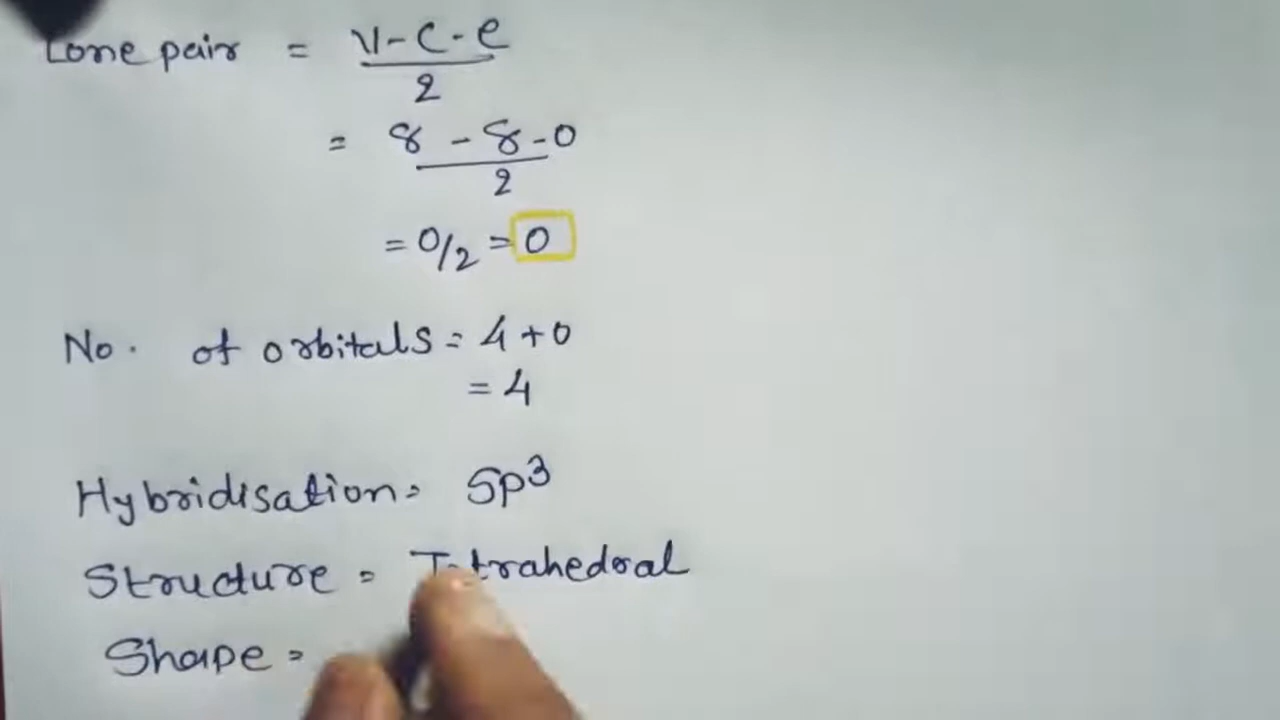 Lone pair = V-C-e
2
= 8 - 8-0
2
= 0/2 = 0
No. of orbitals = 4+0
= 4
Hybridisation = Sp3
Structure = Tetrahedral
Shape =